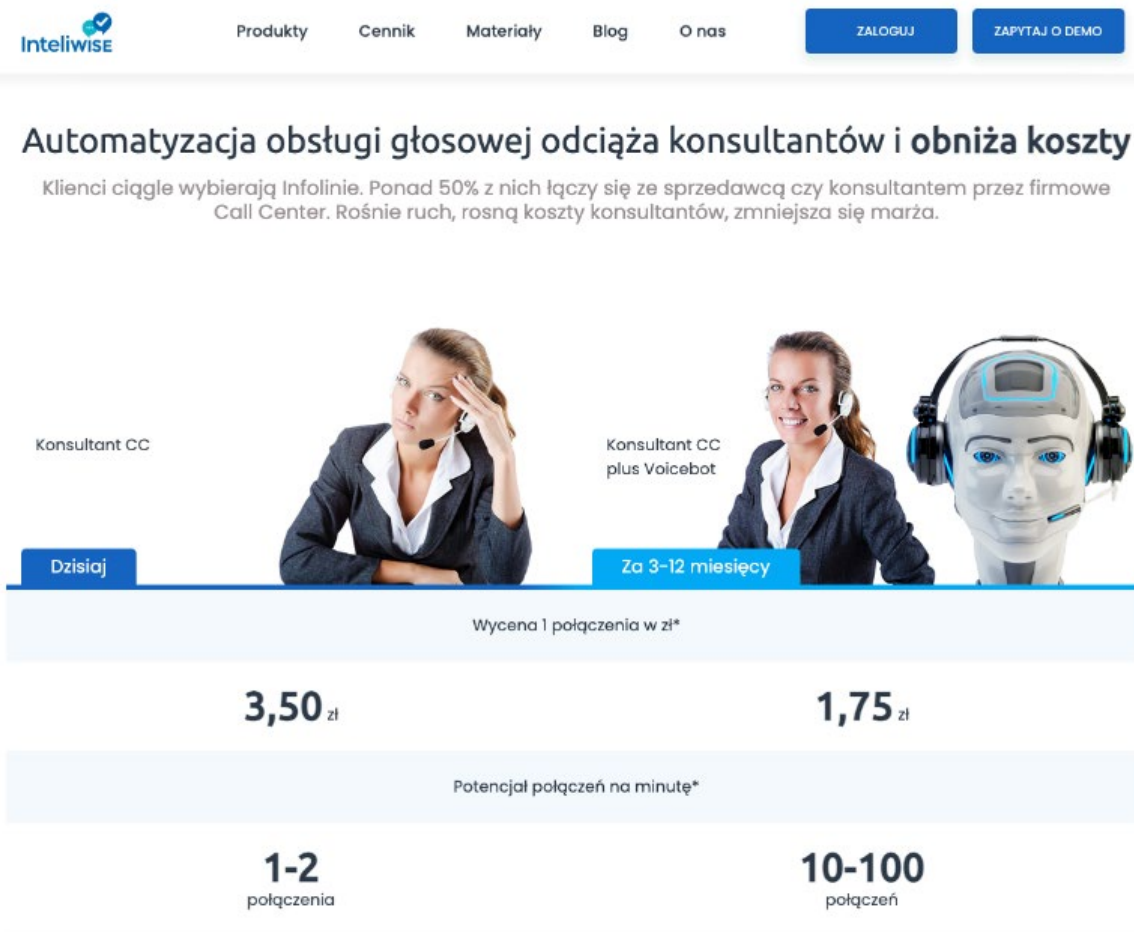 Inteliwise
Produkty Cennik Materiały Blog O nas ZALOGUJ ZAPYTAJ O DEMO
Automatyzacja obsługi głosowej odciąża konsultantów i obniża koszty
Klienci ciągle wybierają Infolinie. Ponad 50% z nich łączy się ze sprzedawcą czy konsultantem przez firmowe
Call Center. Rośnie ruch, rosną koszty konsultantów, zmniejsza się marża.
Konsultant CC
Konsultant CC
plus Voicebot
Dzisiaj
Za 3-12 miesięcy
Wycena 1 połączenia w zł*
3,50 zł
1,75 zł
Potencjał połączeń na minutę*
1-2
połączenia
10-100
połączeń